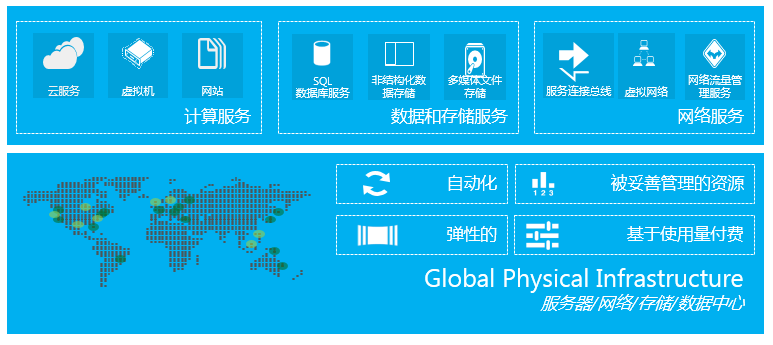 云服务
虚拟机
网站
计算服务
SQL
数据库服务
非结构化数
据存储
多媒体文件
存储
数据和存储服务
服务连接总线
虚拟网络
网络流量管
理服务
网络服务
自动化
1 2 3
被妥善管理的资源
弹性的
基于使用量付费
Global Physical Infrastructure
服务器/网络/存储/数据中心